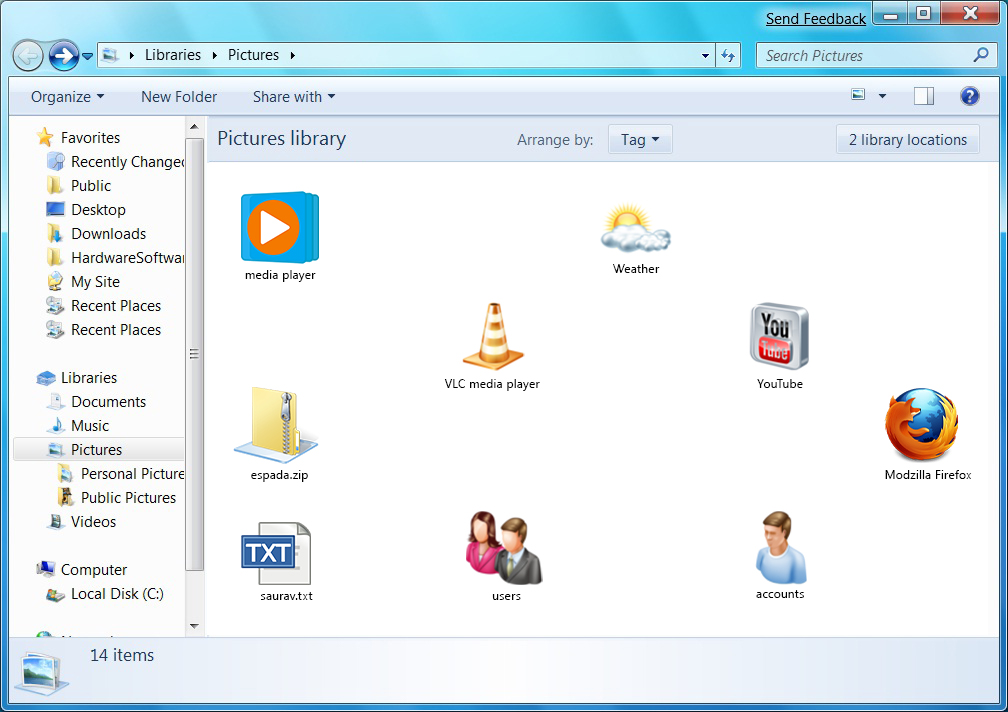 Send Feedback
Libraries Pictures
Search Pictures
Organize New Folder Share with
Pictures library Arrange by: Tag 2 library locations
Favorites
Recently Changed
Public
Desktop
Downloads
HardwareSoftwar
My Site
Recent Places
Recent Places
Libraries
Documents
Music
Pictures
Personal Picture
Public Pictures
Videos
Computer
Local Disk (C:)
media player
Weather
VLC media player
You
Tube
YouTube
espada.zip
Modzilla Firefox
TXT
saurav.txt
users
accounts
14 items